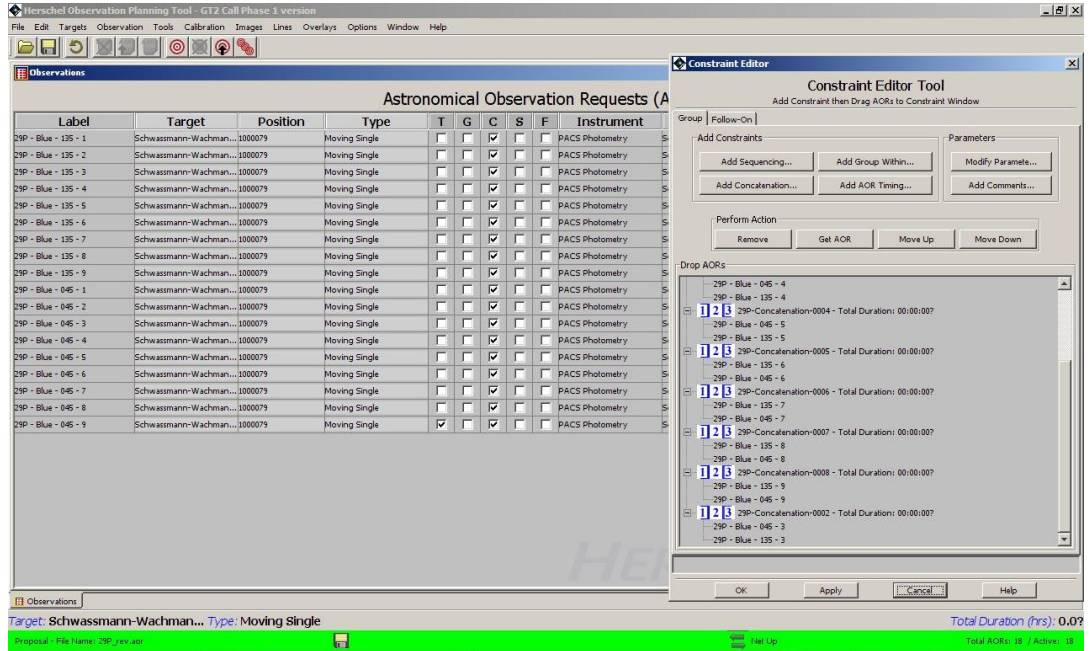 Herschel Observation Planning Tool - GT2 Call Phase 1 version
File Edit Targets Observation Tools Calibration Images Lines Overlays Options Window Help
Observations
Astronomical Observation Requests (A
Label Target Position Type T G C S F Instrument
29P - Blue - 135 - 1 Schwassmann-Wachman... 1000079 Moving Single PACS Photometry
29P - Blue - 135 - 2 Schwassmann-Wachman... 1000079 Moving Single PACS Photometry
29P - Blue - 135 - 3 Schwassmann-Wachman... 1000079 Moving Single PACS Photometry
29P - Blue - 135 - 4 Schwassmann-Wachman... 1000079 Moving Single PACS Photometry
29P - Blue - 135 - 5 Schwassmann-Wachman... 1000079 Moving Single PACS Photometry
29P - Blue - 135 - 6 Schwassmann-Wachman... 1000079 Moving Single PACS Photometry
29P - Blue - 135 - 7 Schwassmann-Wachman... 1000079 Moving Single PACS Photometry
29P - Blue - 135 - 8 Schwassmann-Wachman... 1000079 Moving Single PACS Photometry
29P - Blue - 135 - 9 Schwassmann-Wachman... 1000079 Moving Single PACS Photometry
29P - Blue - 045 - 1 Schwassmann-Wachman... 1000079 Moving Single PACS Photometry
29P - Blue - 045 - 2 Schwassmann-Wachman... 1000079 Moving Single PACS Photometry
29P - Blue - 045 - 3 Schwassmann-Wachman... 1000079 Moving Single PACS Photometry
29P - Blue - 045 - 4 Schwassmann-Wachman... 1000079 Moving Single PACS Photometry
29P - Blue - 045 - 5 Schwassmann-Wachman... 1000079 Moving Single PACS Photometry
29P - Blue - 045 - 6 Schwassmann-Wachman... 1000079 Moving Single PACS Photometry
29P - Blue - 045 - 7 Schwassmann-Wachman... 1000079 Moving Single PACS Photometry
29P - Blue - 045 - 8 Schwassmann-Wachman... 1000079 Moving Single PACS Photometry
29P - Blue - 045 - 9 Schwassmann-Wachman... 1000079 Moving Single PACS Photometry
HER
Observations
Constraint Editor
Constraint Editor Tool
Add Constraint then Drag AORs to Constraint Window
Group Follow-On
Add Constraints Parameters
Add Sequencing... Add Group Within... Modify Paramete...
Add Concatenation... Add AOR Timing... Add Comments...
Perform Action
Remove Get AOR Move Up Move Down
Drop AORs
29P - Blue - 045 - 4
29P - Blue - 135 - 4
1 2 3 29P-Concatenation-0004 - Total Duration: 00:00:00?
29P - Blue - 045 - 5
29P - Blue - 135 - 5
1 2 3 29P-Concatenation-0005 - Total Duration: 00:00:00?
29P - Blue - 135 - 6
29P - Blue - 045 - 6
1 2 3 29P-Concatenation-0006 - Total Duration: 00:00:00?
29P - Blue - 135 - 7
29P - Blue - 045 - 7
1 2 3 29P-Concatenation-0007 - Total Duration: 00:00:00?
29P - Blue - 135 - 8
29P - Blue - 045 - 8
1 2 3 29P-Concatenation-0008 - Total Duration: 00:00:00?
29P - Blue - 135 - 9
29P - Blue - 045 - 9
1 2 3 29P-Concatenation-0002 - Total Duration: 00:00:00?
29P - Blue - 045 - 3
29P - Blue - 135 - 3
OK Apply Cancel Help
Target: Schwassmann-Wachman... Type: Moving Single Total Duration (hrs): 0.0?
Proposal - File Name: 29P_rev.aor Net Up Total AORs: 18 / Active: 18